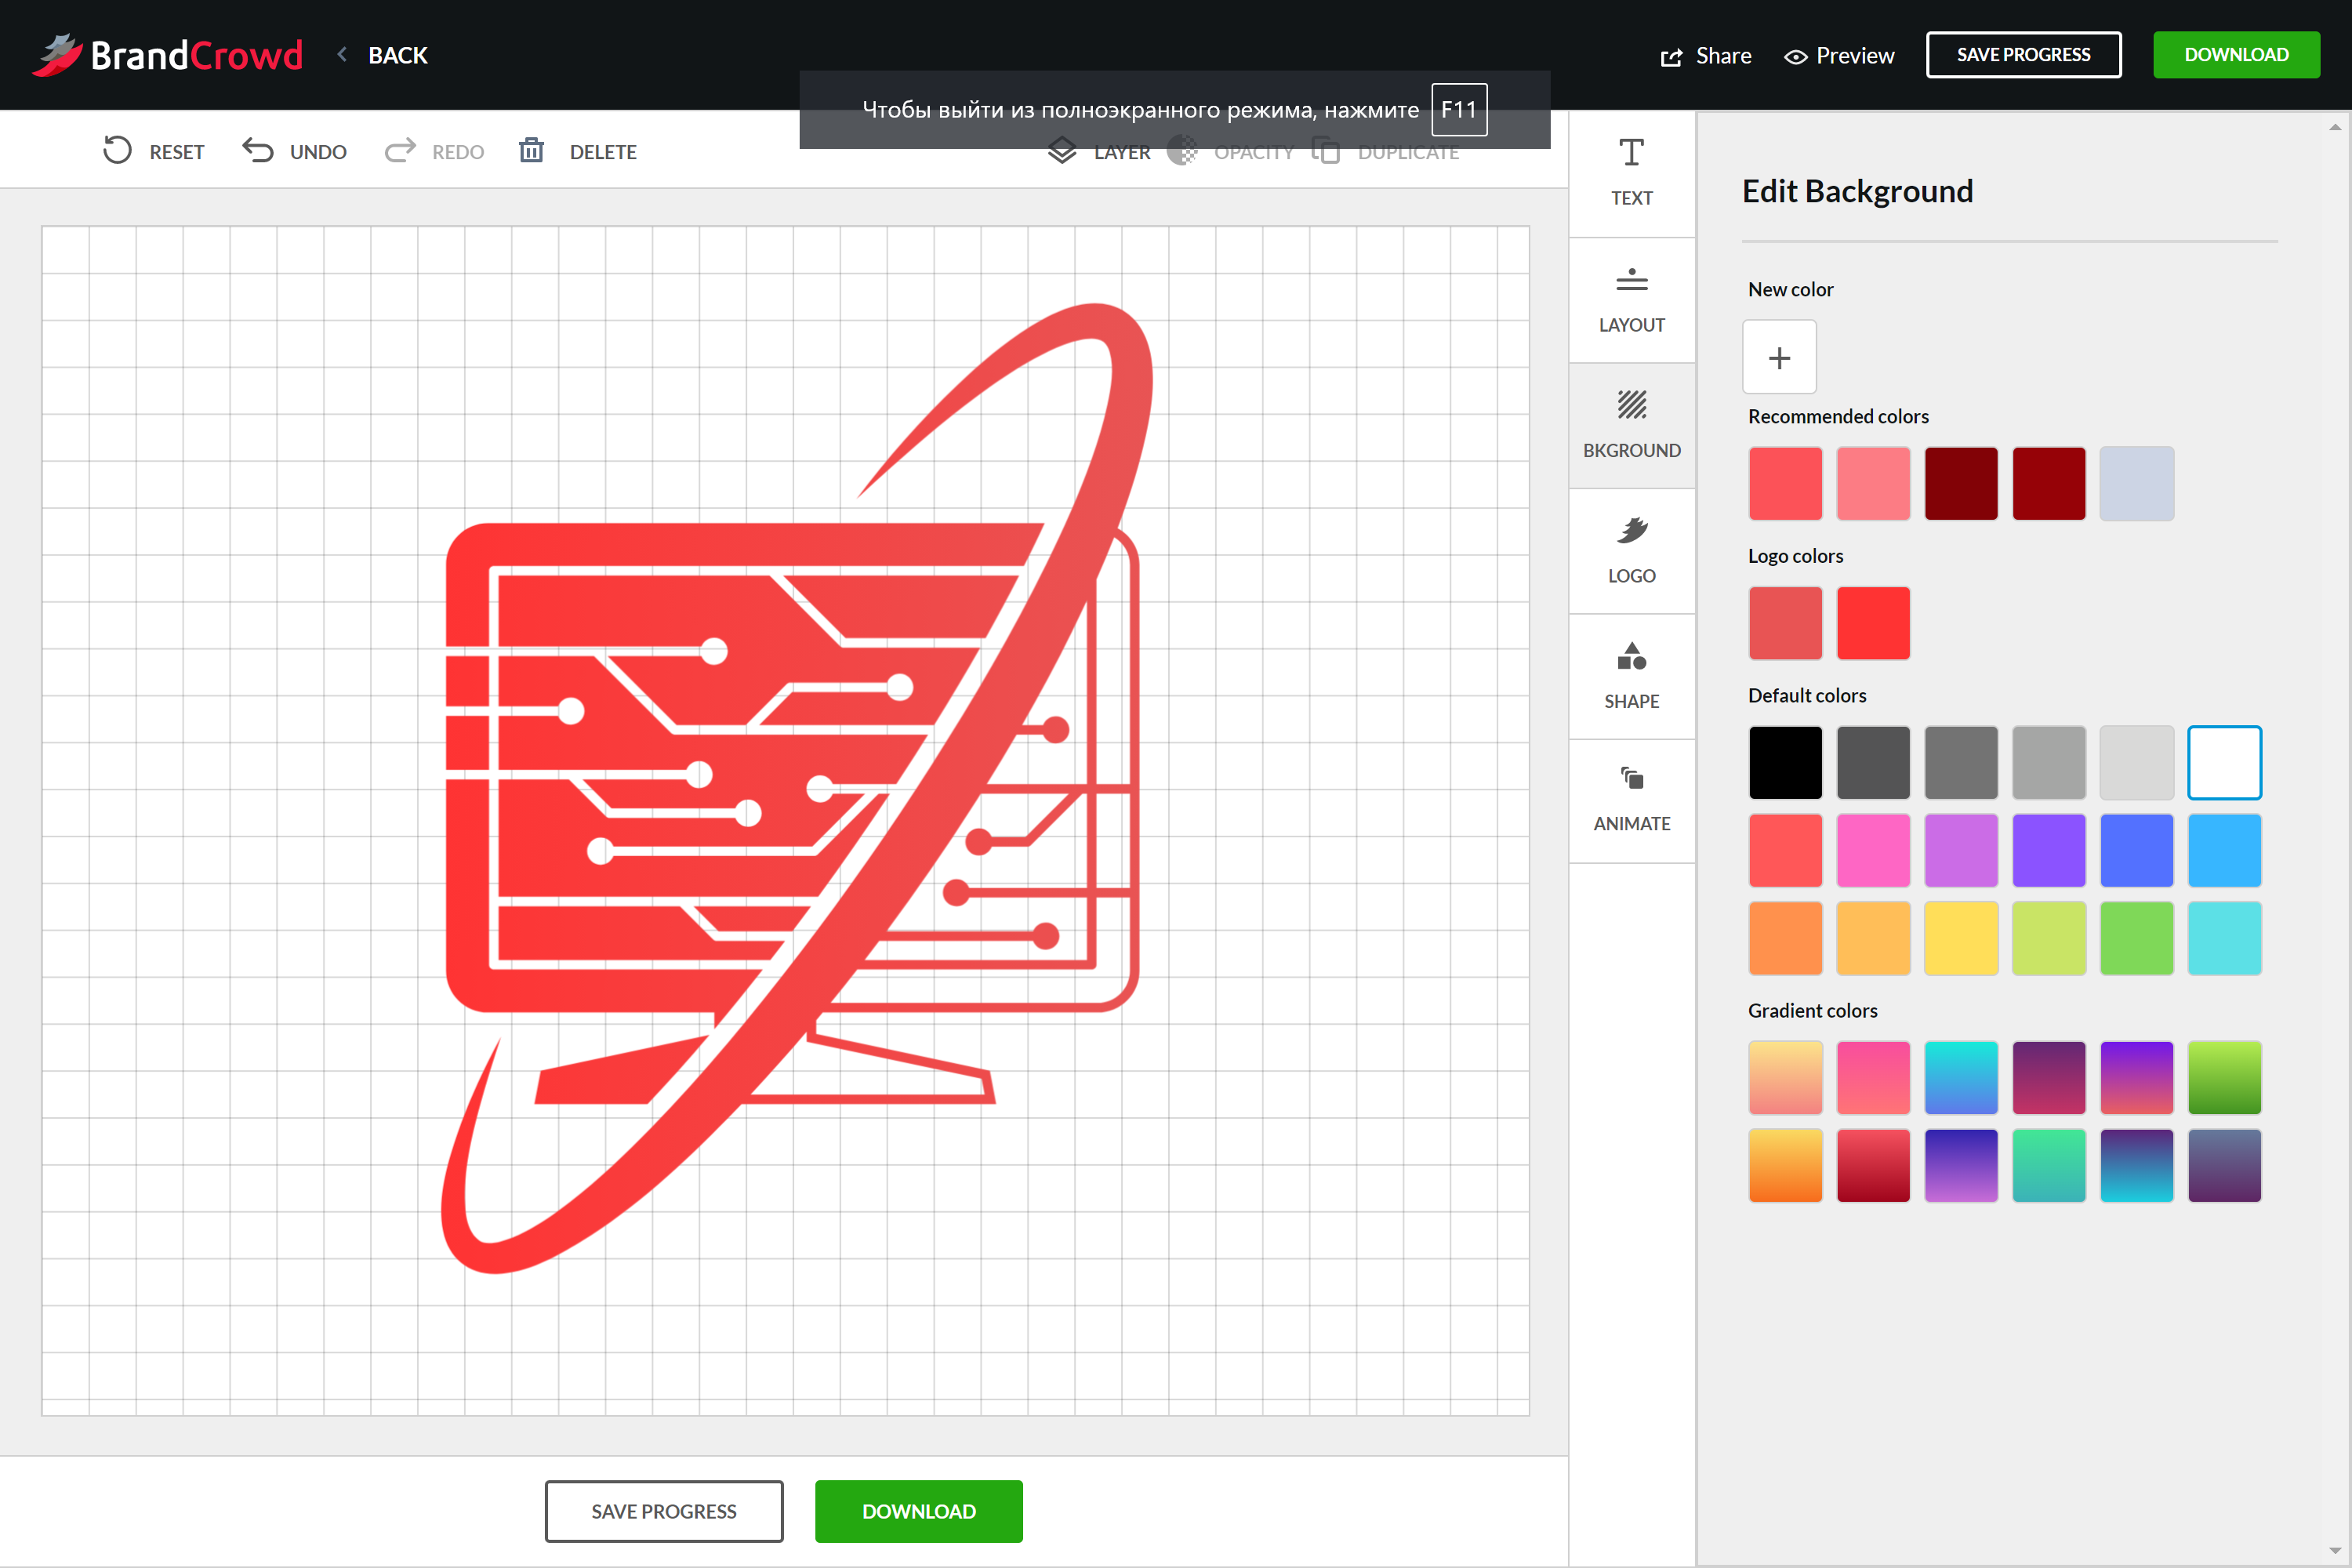 BrandCrowd
BACK
Share
Preview
SAVE PROGRESS
DOWNLOAD
Чтобы выйти из полноэкранного режима, нажмите F11
RESET
UNDO
REDO
DELETE
LAYER
OPACITY
DUPLICATE
TEXT
LAYOUT
BKGROUND
LOGO
SHAPE
ANIMATE
Edit Background
New color
Recommended colors
Logo colors
Default colors
Gradient colors
SAVE PROGRESS
DOWNLOAD